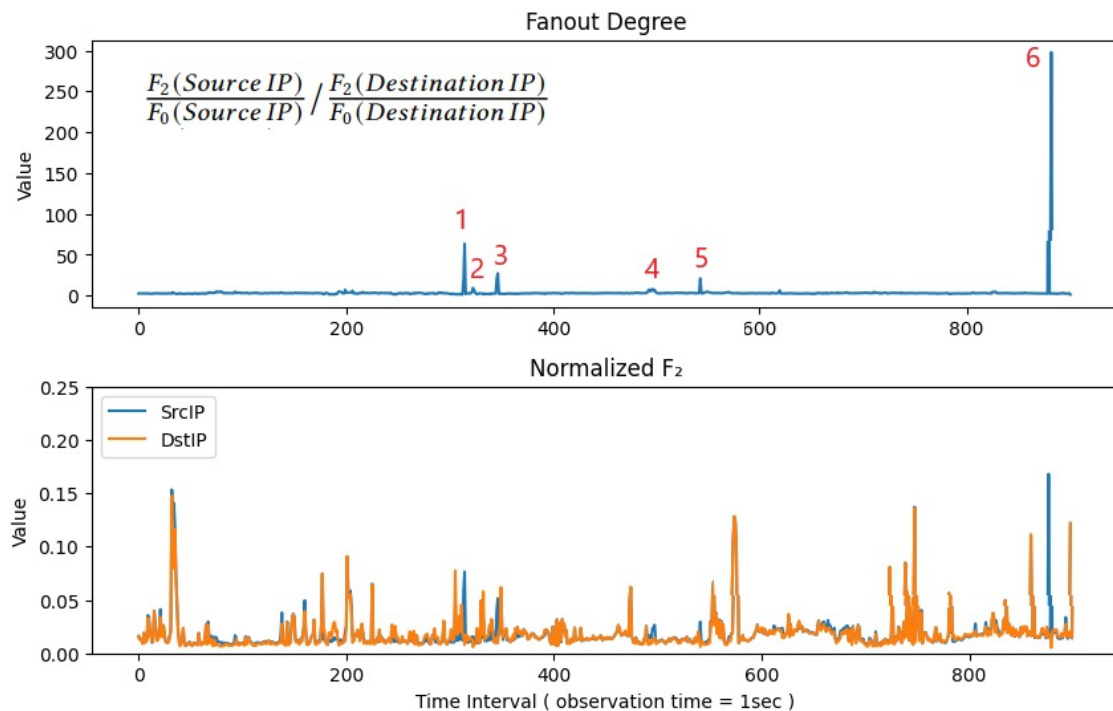 Fanout Degree
F₂(Source IP) / F₀(Source IP) / F₂(Destination IP) / F₀(Destination IP)
300
250
200
150
100
50
0
Value
1
2
3
4
5
6
0 200 400 600 800
Normalized F₂
0.25
0.20
0.15
0.10
0.05
0.00
Value
SrcIP
DstIP
0 200 400 600 800
Time Interval ( observation time = 1sec )